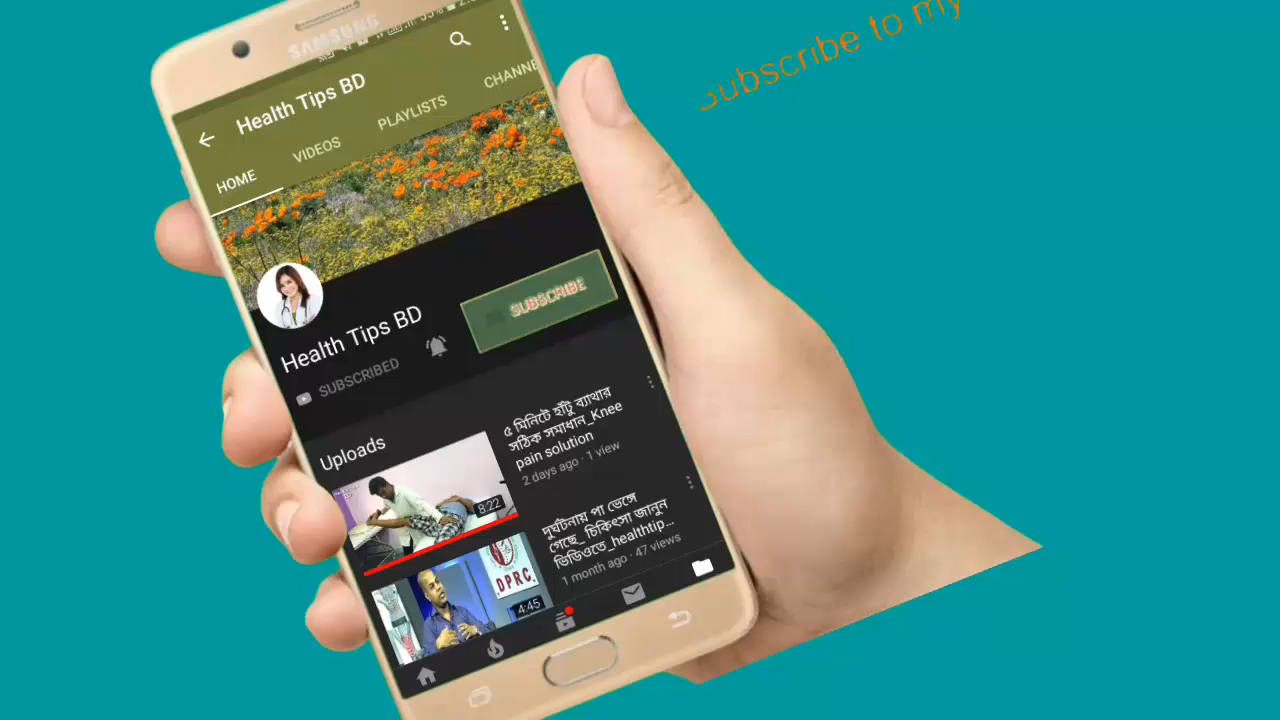 Subscribe to my
SAMSUNG
Health Tips BD
HOME
VIDEOS
PLAYLISTS
CHANNE
Health Tips BD
SUBSCRIBED
SUBSCRIBE
Uploads
৫ মিনিটে হাঁটু ব্যাথার
সঠিক সমাধান_Knee
pain solution
2 days ago · 1 view
8:22
দুর্ঘটনায় পা ভেঙ্গে
গেছে_ চিকিৎসা জানুন
ভিডিওতে_healthtip...
1 month ago · 47 views
DPRC
4:45